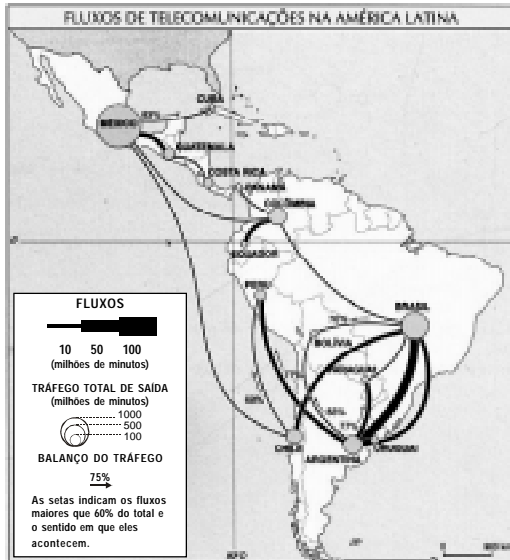 FLUXOS DE TELECOMUNICAÇÕES NA AMÉRICA LATINA
CUBA
MÉXICO
GUATEMALA
COSTA RICA
PANAMÁ
COLÔMBIA
EQUADOR
PERU
BRASIL
BOLÍVIA
PARAGUAI
CHILE
ARGENTINA
URUGUAI
FLUXOS
10 50 100
(milhões de minutos)
TRÁFEGO TOTAL DE SAÍDA
(milhões de minutos)
1000
500
100
BALANÇO DO TRÁFEGO
75%
As setas indicam os fluxos
maiores que 60% do total e
o sentido em que eles
acontecem.
0